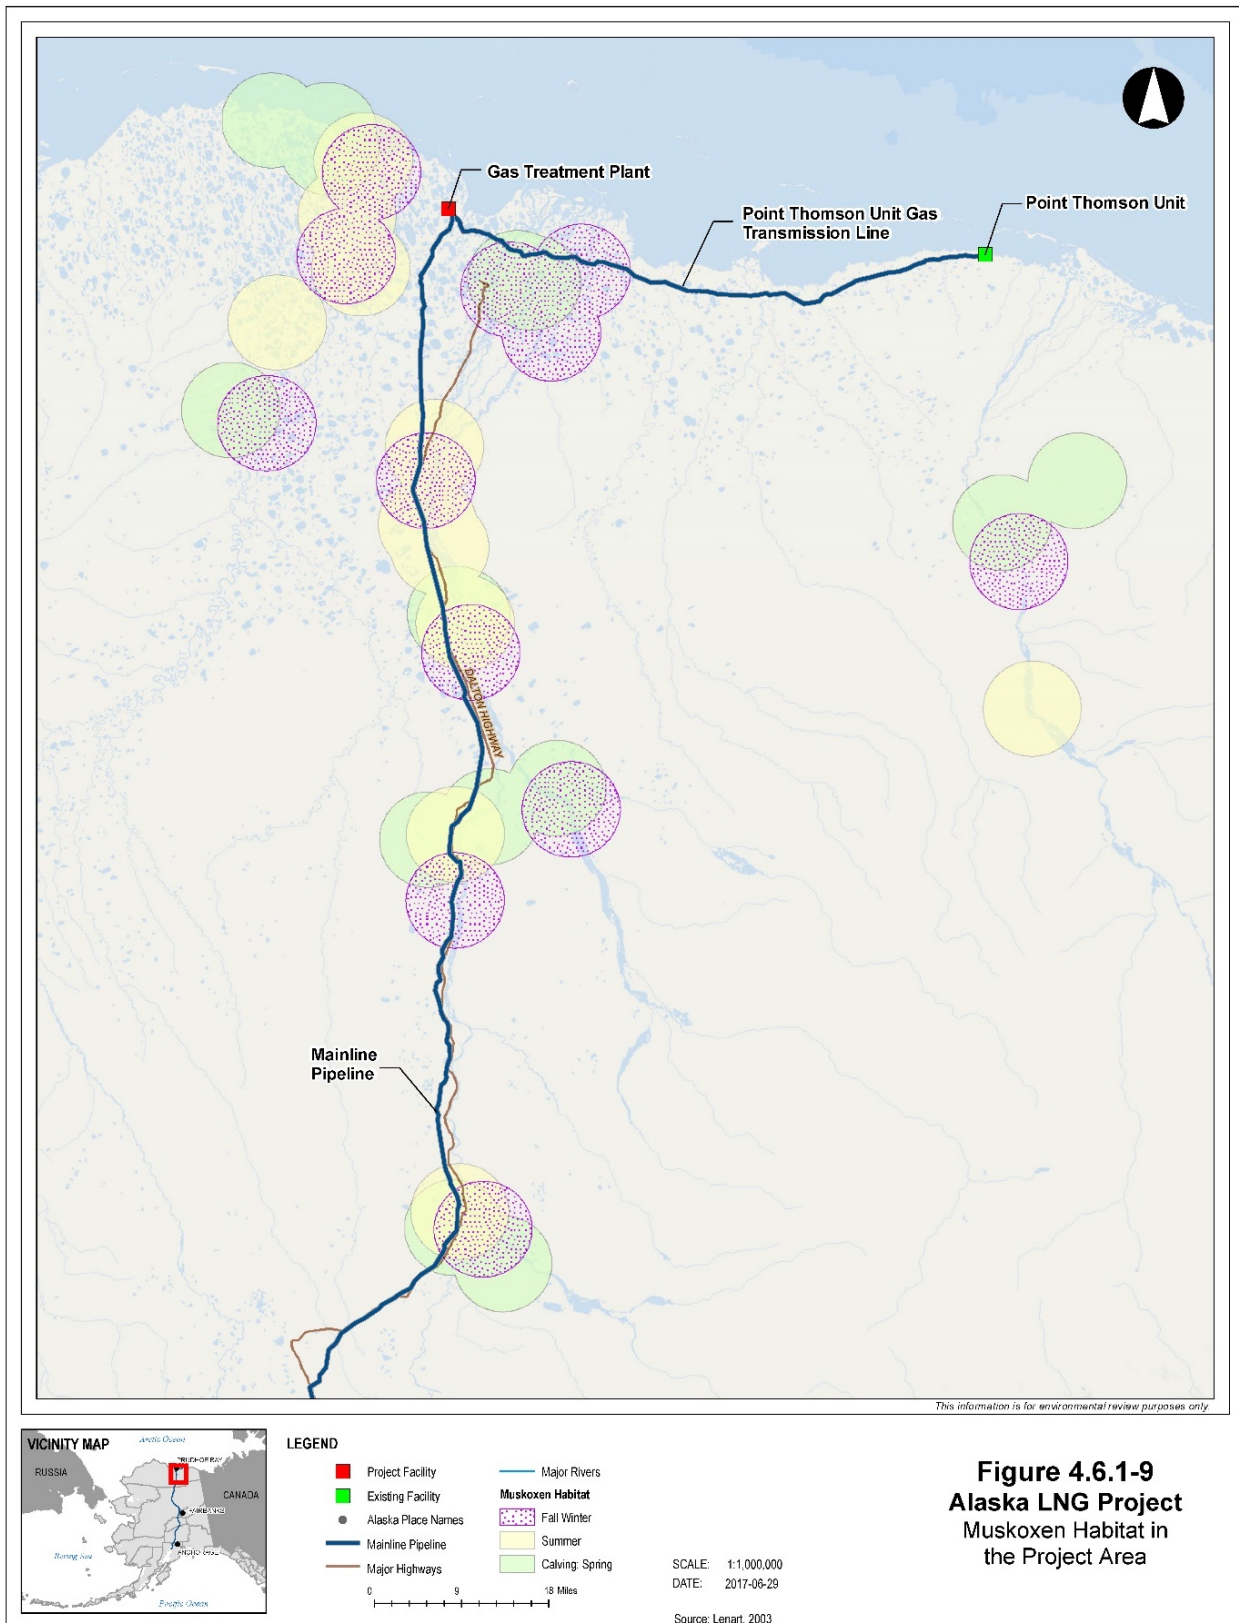 Gas Treatment Plant
Point Thomson Unit Gas
Transmission Line
Point Thomson Unit
DALTON HIGHWAY
Mainline
Pipeline
This information is for environmental review purposes only.
VICINITY MAP
Arctic Ocean
PRUDHOE BAY
RUSSIA
CANADA
FAIRBANKS
ANCHORAGE
Bering Sea
Pacific Ocean
LEGEND
Project Facility
Existing Facility
Alaska Place Names
Mainline Pipeline
Major Highways
0 9 18 Miles
Major Rivers
Muskoxen Habitat
Fall Winter
Summer
Calving: Spring
SCALE: 1:1,000,000
DATE: 2017-06-29
Source: Lenart, 2003
Figure 4.6.1-9
Alaska LNG Project
Muskoxen Habitat in
the Project Area